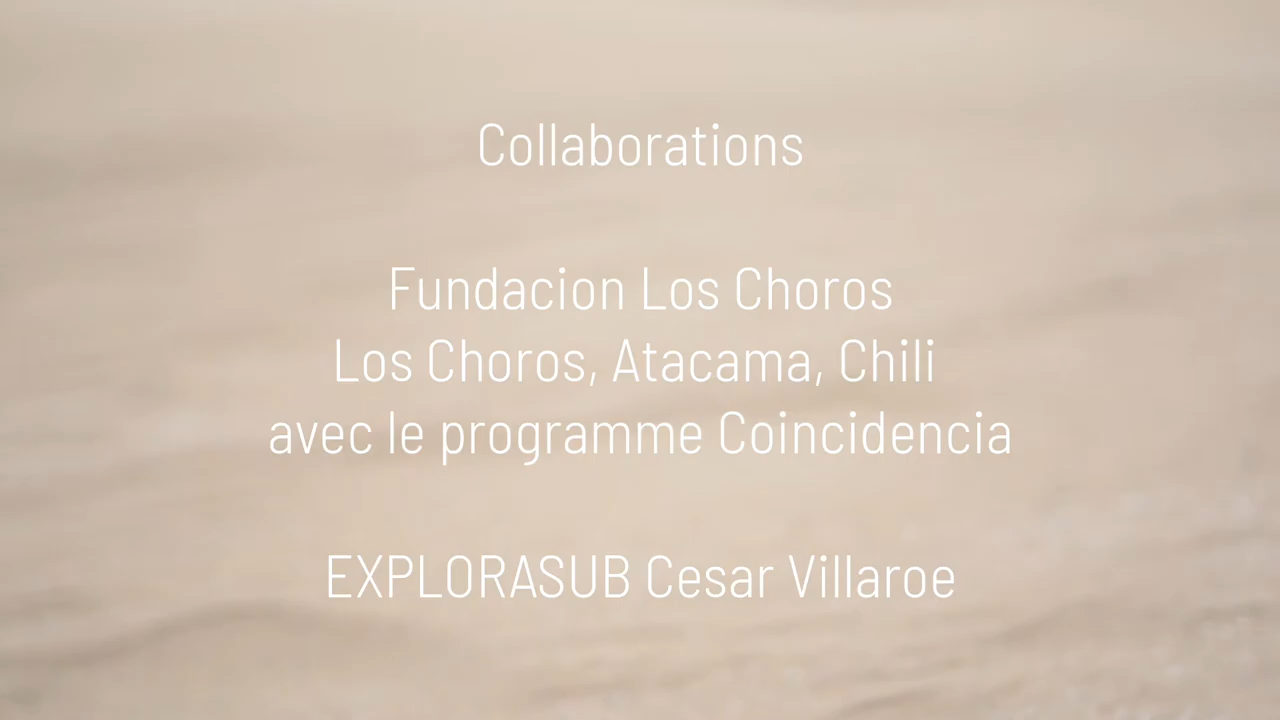 Collaborations
Fundacion Los Choros
Los Choros, Atacama, Chili
avec le programme Coincidencia
EXPLORASUB Cesar Villaroe